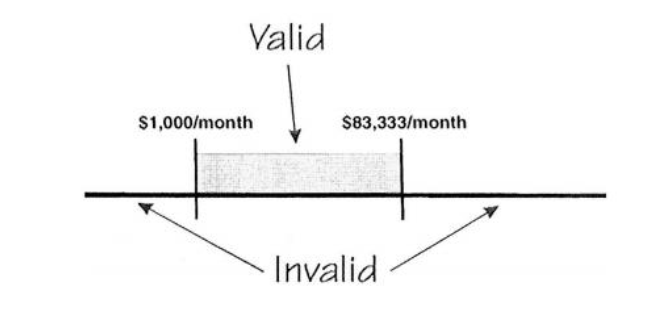 Valid
$1,000/month
$83,333/month
Invalid